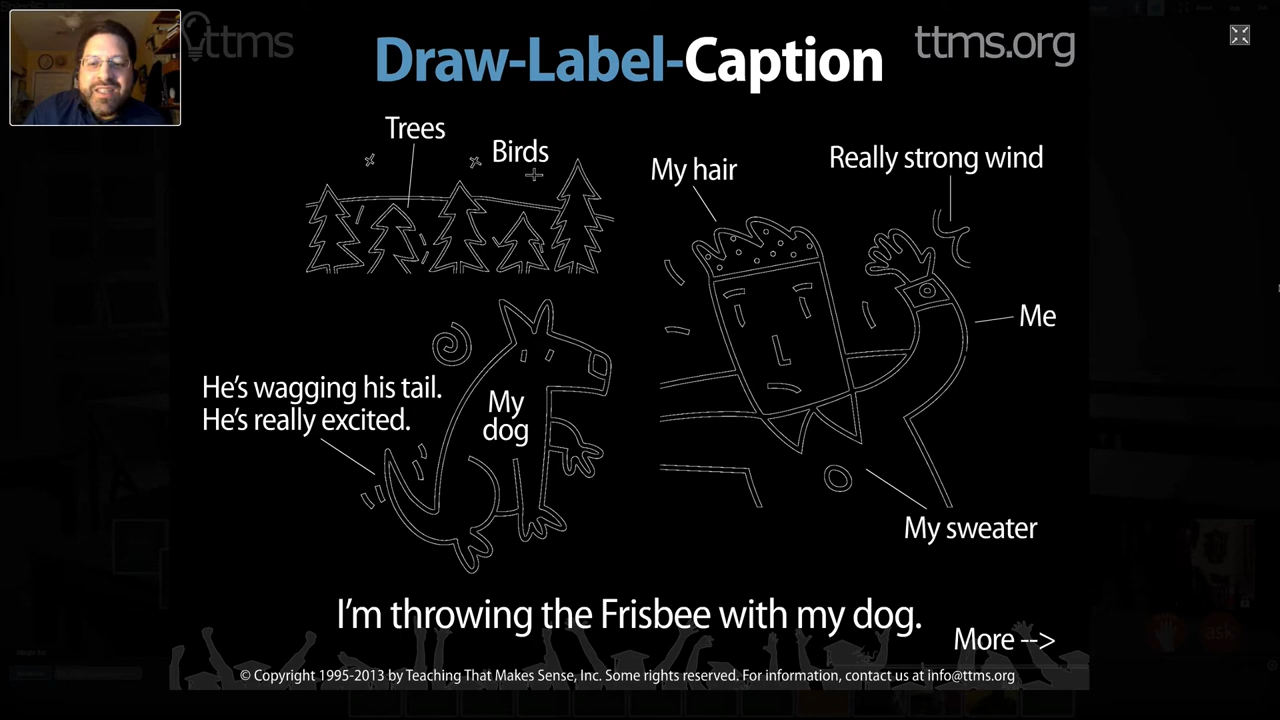 ttms
Draw-Label-Caption
ttms.org
Trees
Birds
My hair
Really strong wind
Me
He's wagging his tail.
He's really excited.
My
dog
My sweater
I'm throwing the Frisbee with my dog.
More -->
ask
© Copyright 1995-2013 by Teaching That Makes Sense, Inc. Some rights reserved. For information, contact us at info@ttms.org